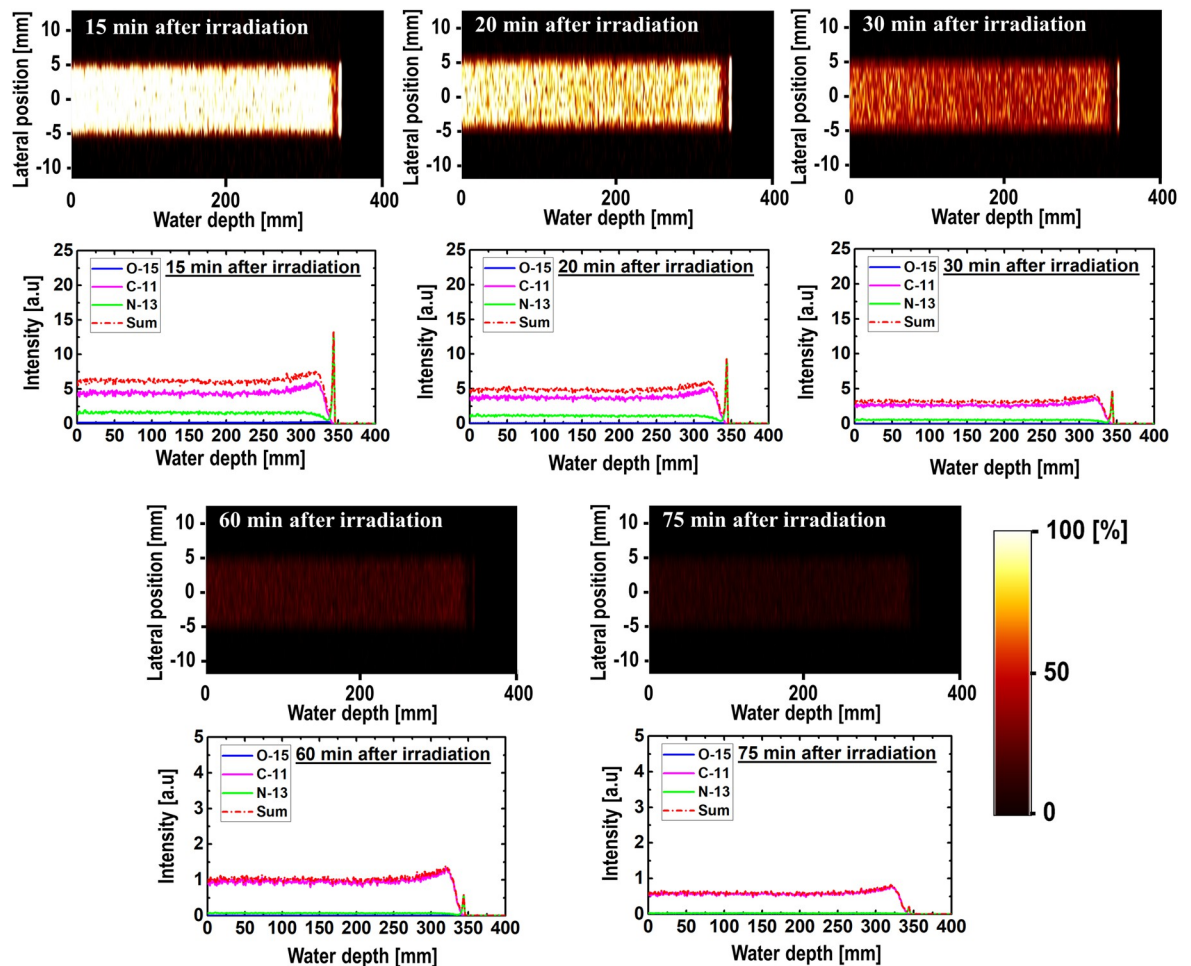 15 min after irradiation
Lateral position [mm]
10
5
0
-5
-10
0
200
400
Water depth [mm]
20 min after irradiation
Lateral position [mm]
10
5
0
-5
-10
0
200
400
Water depth [mm]
30 min after irradiation
Lateral position [mm]
10
5
0
-5
-10
0
200
400
Water depth [mm]
15 min after irradiation
O-15
C-11
N-13
Sum
Intensity [a.u]
25
20
15
10
5
0
0 50 100 150 200 250 300 350 400
Water depth [mm]
20 min after irradiation
O-15
C-11
N-13
Sum
Intensity [a.u]
25
20
15
10
5
0
0 50 100 150 200 250 300 350 400
Water depth [mm]
30 min after irradiation
O-15
C-11
N-13
Sum
Intensity [a.u]
25
20
15
10
5
0
0 50 100 150 200 250 300 350 400
Water depth [mm]
60 min after irradiation
Lateral position [mm]
10
5
0
-5
-10
0
200
400
Water depth [mm]
75 min after irradiation
Lateral position [mm]
10
5
0
-5
-10
0
200
400
Water depth [mm]
100 [%]
50
0
60 min after irradiation
O-15
C-11
N-13
Sum
Intensity [a.u]
5
4
3
2
1
0
0 50 100 150 200 250 300 350 400
Water depth [mm]
75 min after irradiation
O-15
C-11
N-13
Sum
Intensity [a.u]
5
4
3
2
1
0
0 50 100 150 200 250 300 350 400
Water depth [mm]